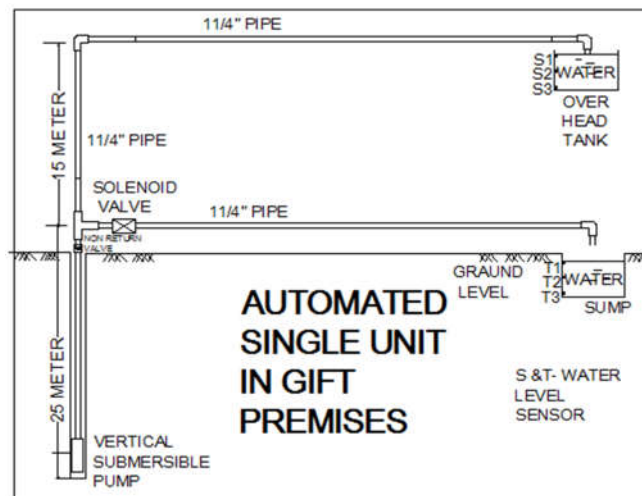 11/4" PIPE
S1
S2
S3
WATER
OVER
HEAD
TANK
15 METER
11/4" PIPE
SOLENOID
VALVE
11/4" PIPE
NON RETURN
VALVE
GRAUND
LEVEL
T1
T2
T3
WATER
SUMP
25 METER
AUTOMATED
SINGLE UNIT
IN GIFT
PREMISES
S &T- WATER
LEVEL
SENSOR
VERTICAL
SUBMERSIBLE
PUMP